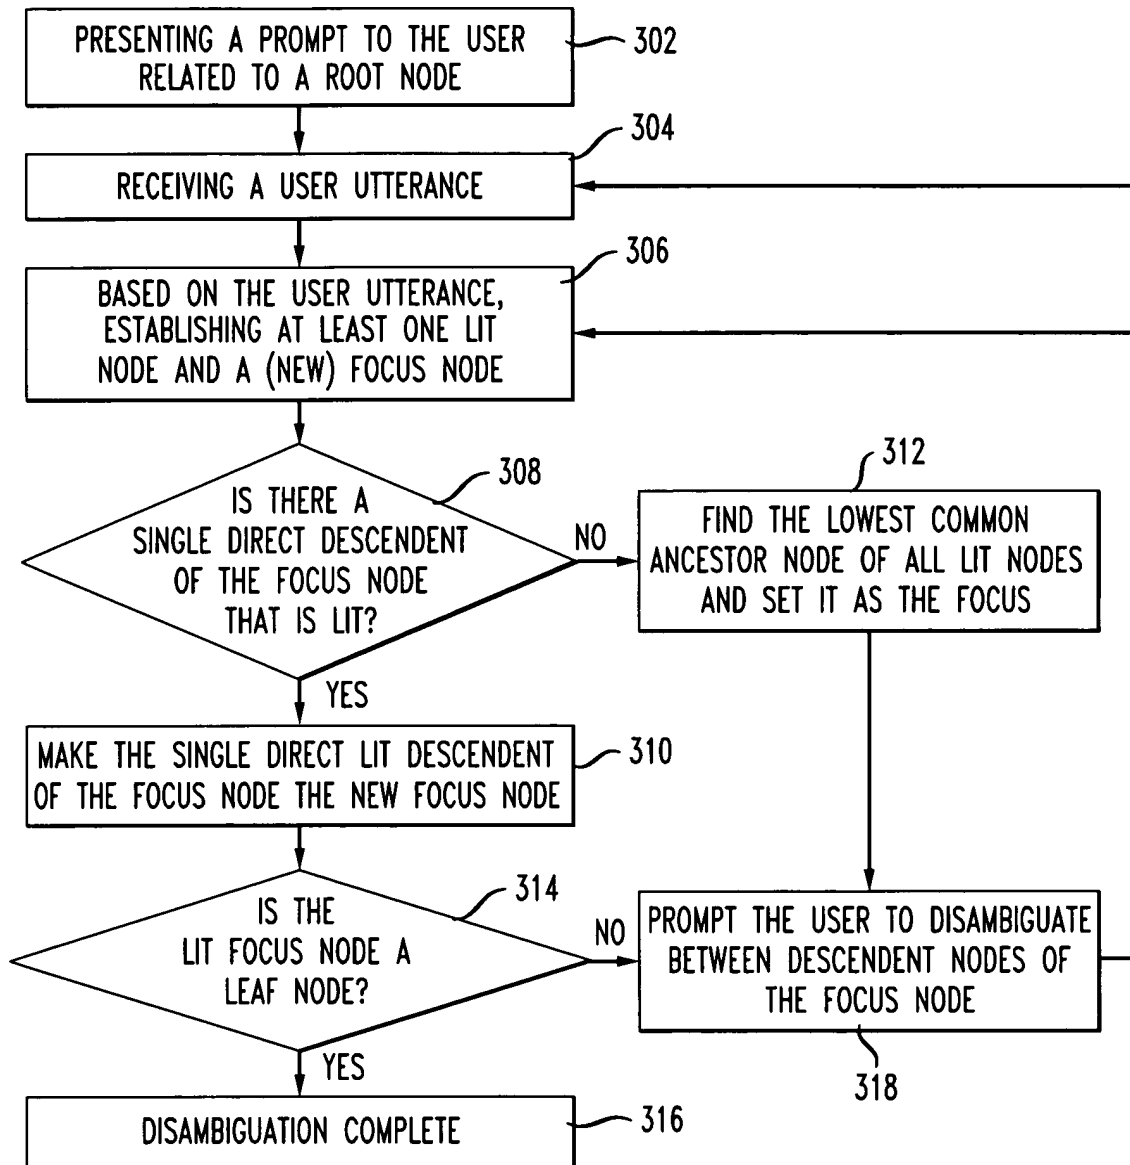 PRESENTING A PROMPT TO THE USER
RELATED TO A ROOT NODE
302
304
RECEIVING A USER UTTERANCE
306
BASED ON THE USER UTTERANCE,
ESTABLISHING AT LEAST ONE LIT
NODE AND A (NEW) FOCUS NODE
308
IS THERE A
SINGLE DIRECT DESCENDENT
OF THE FOCUS NODE
THAT IS LIT?
NO
312
FIND THE LOWEST COMMON
ANCESTOR NODE OF ALL LIT NODES
AND SET IT AS THE FOCUS
YES
MAKE THE SINGLE DIRECT LIT DESCENDENT
OF THE FOCUS NODE THE NEW FOCUS NODE
310
314
IS THE
LIT FOCUS NODE A
LEAF NODE?
NO
PROMPT THE USER TO DISAMBIGUATE
BETWEEN DESCENDENT NODES OF
THE FOCUS NODE
318
YES
DISAMBIGUATION COMPLETE
316